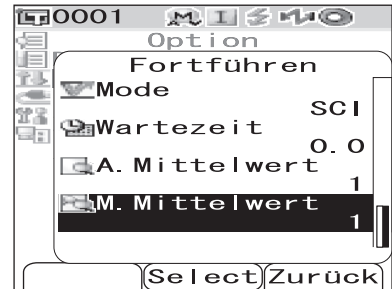 0001 M I
Option
Fortführen
Mode
SCI
Wartezeit
0.0
A.Mittelwert
1
M.Mittelwert
1
Select Zurück